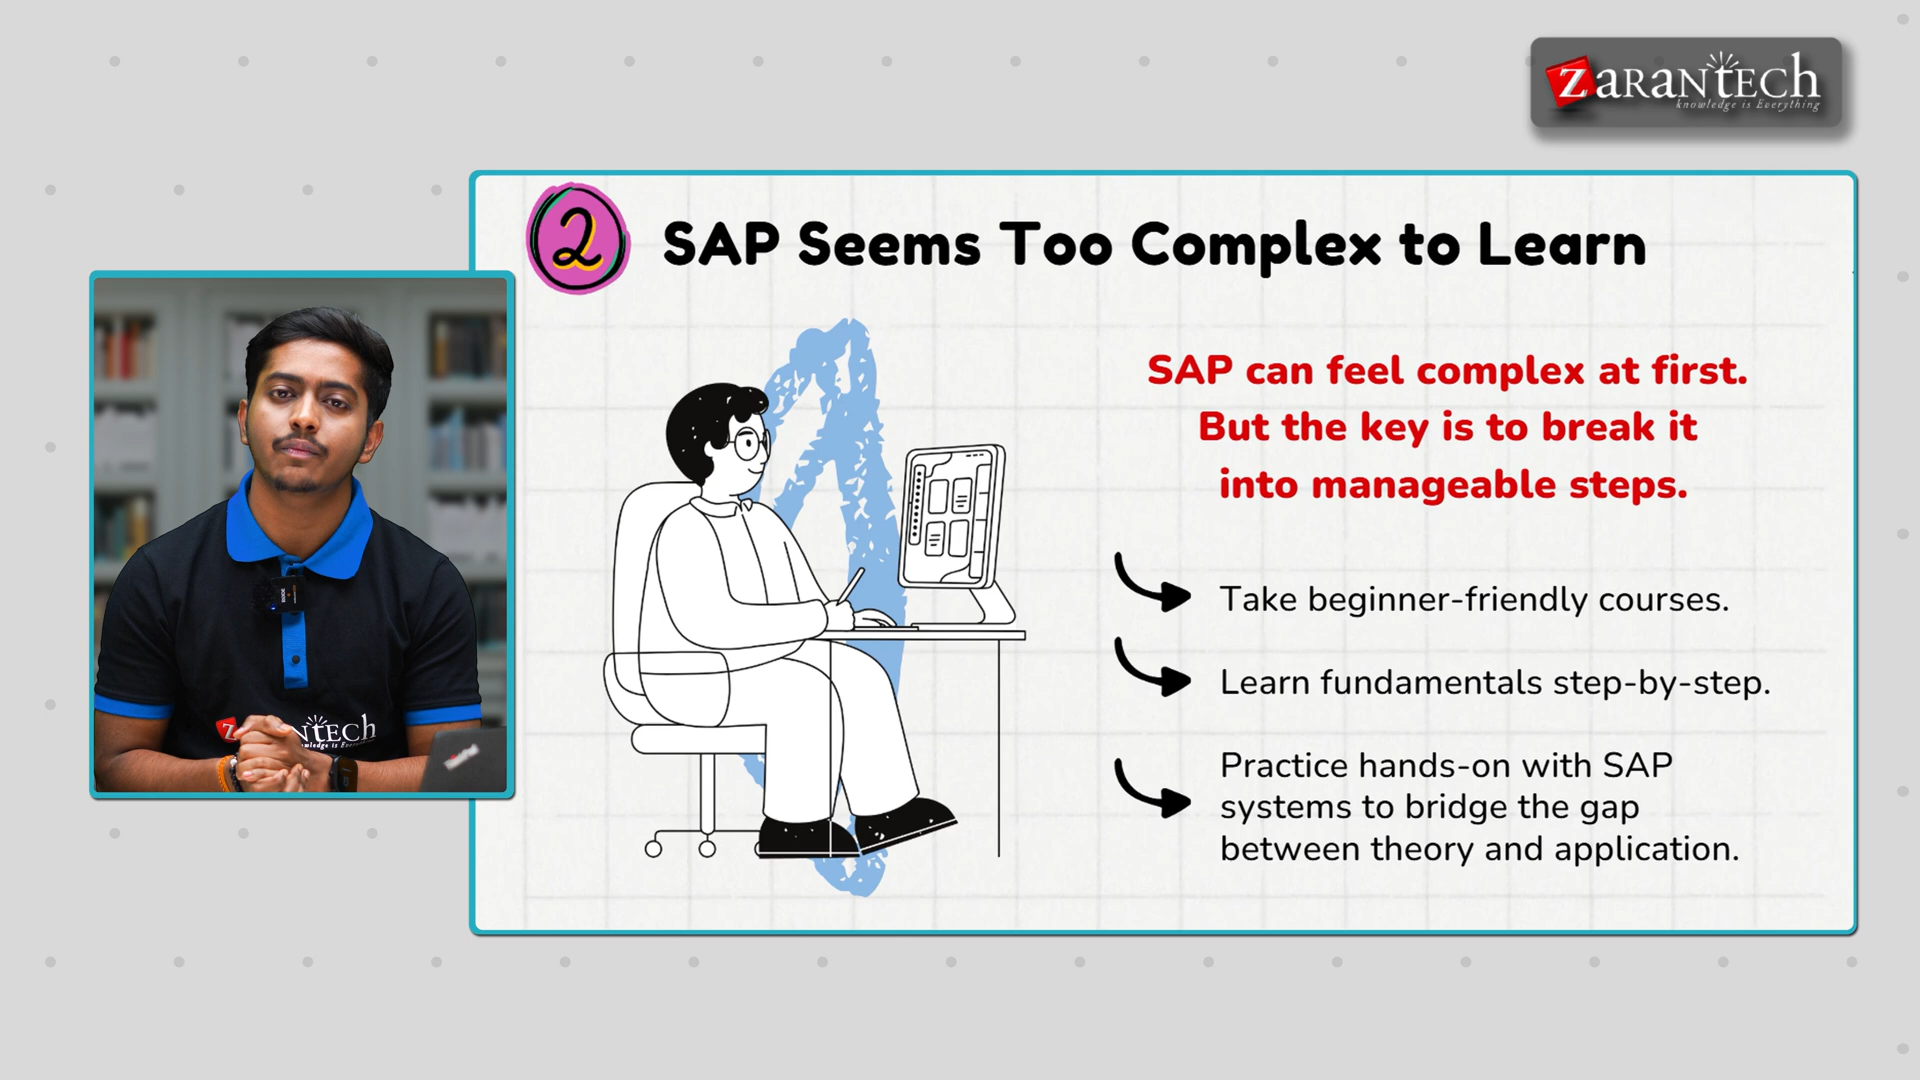 ZaranTech
knowledge is Everything
2
SAP Seems Too Complex to Learn
SAP can feel complex at first.
But the key is to break it
into manageable steps.
Take beginner-friendly courses.
Learn fundamentals step-by-step.
Practice hands-on with SAP
systems to bridge the gap
between theory and application.